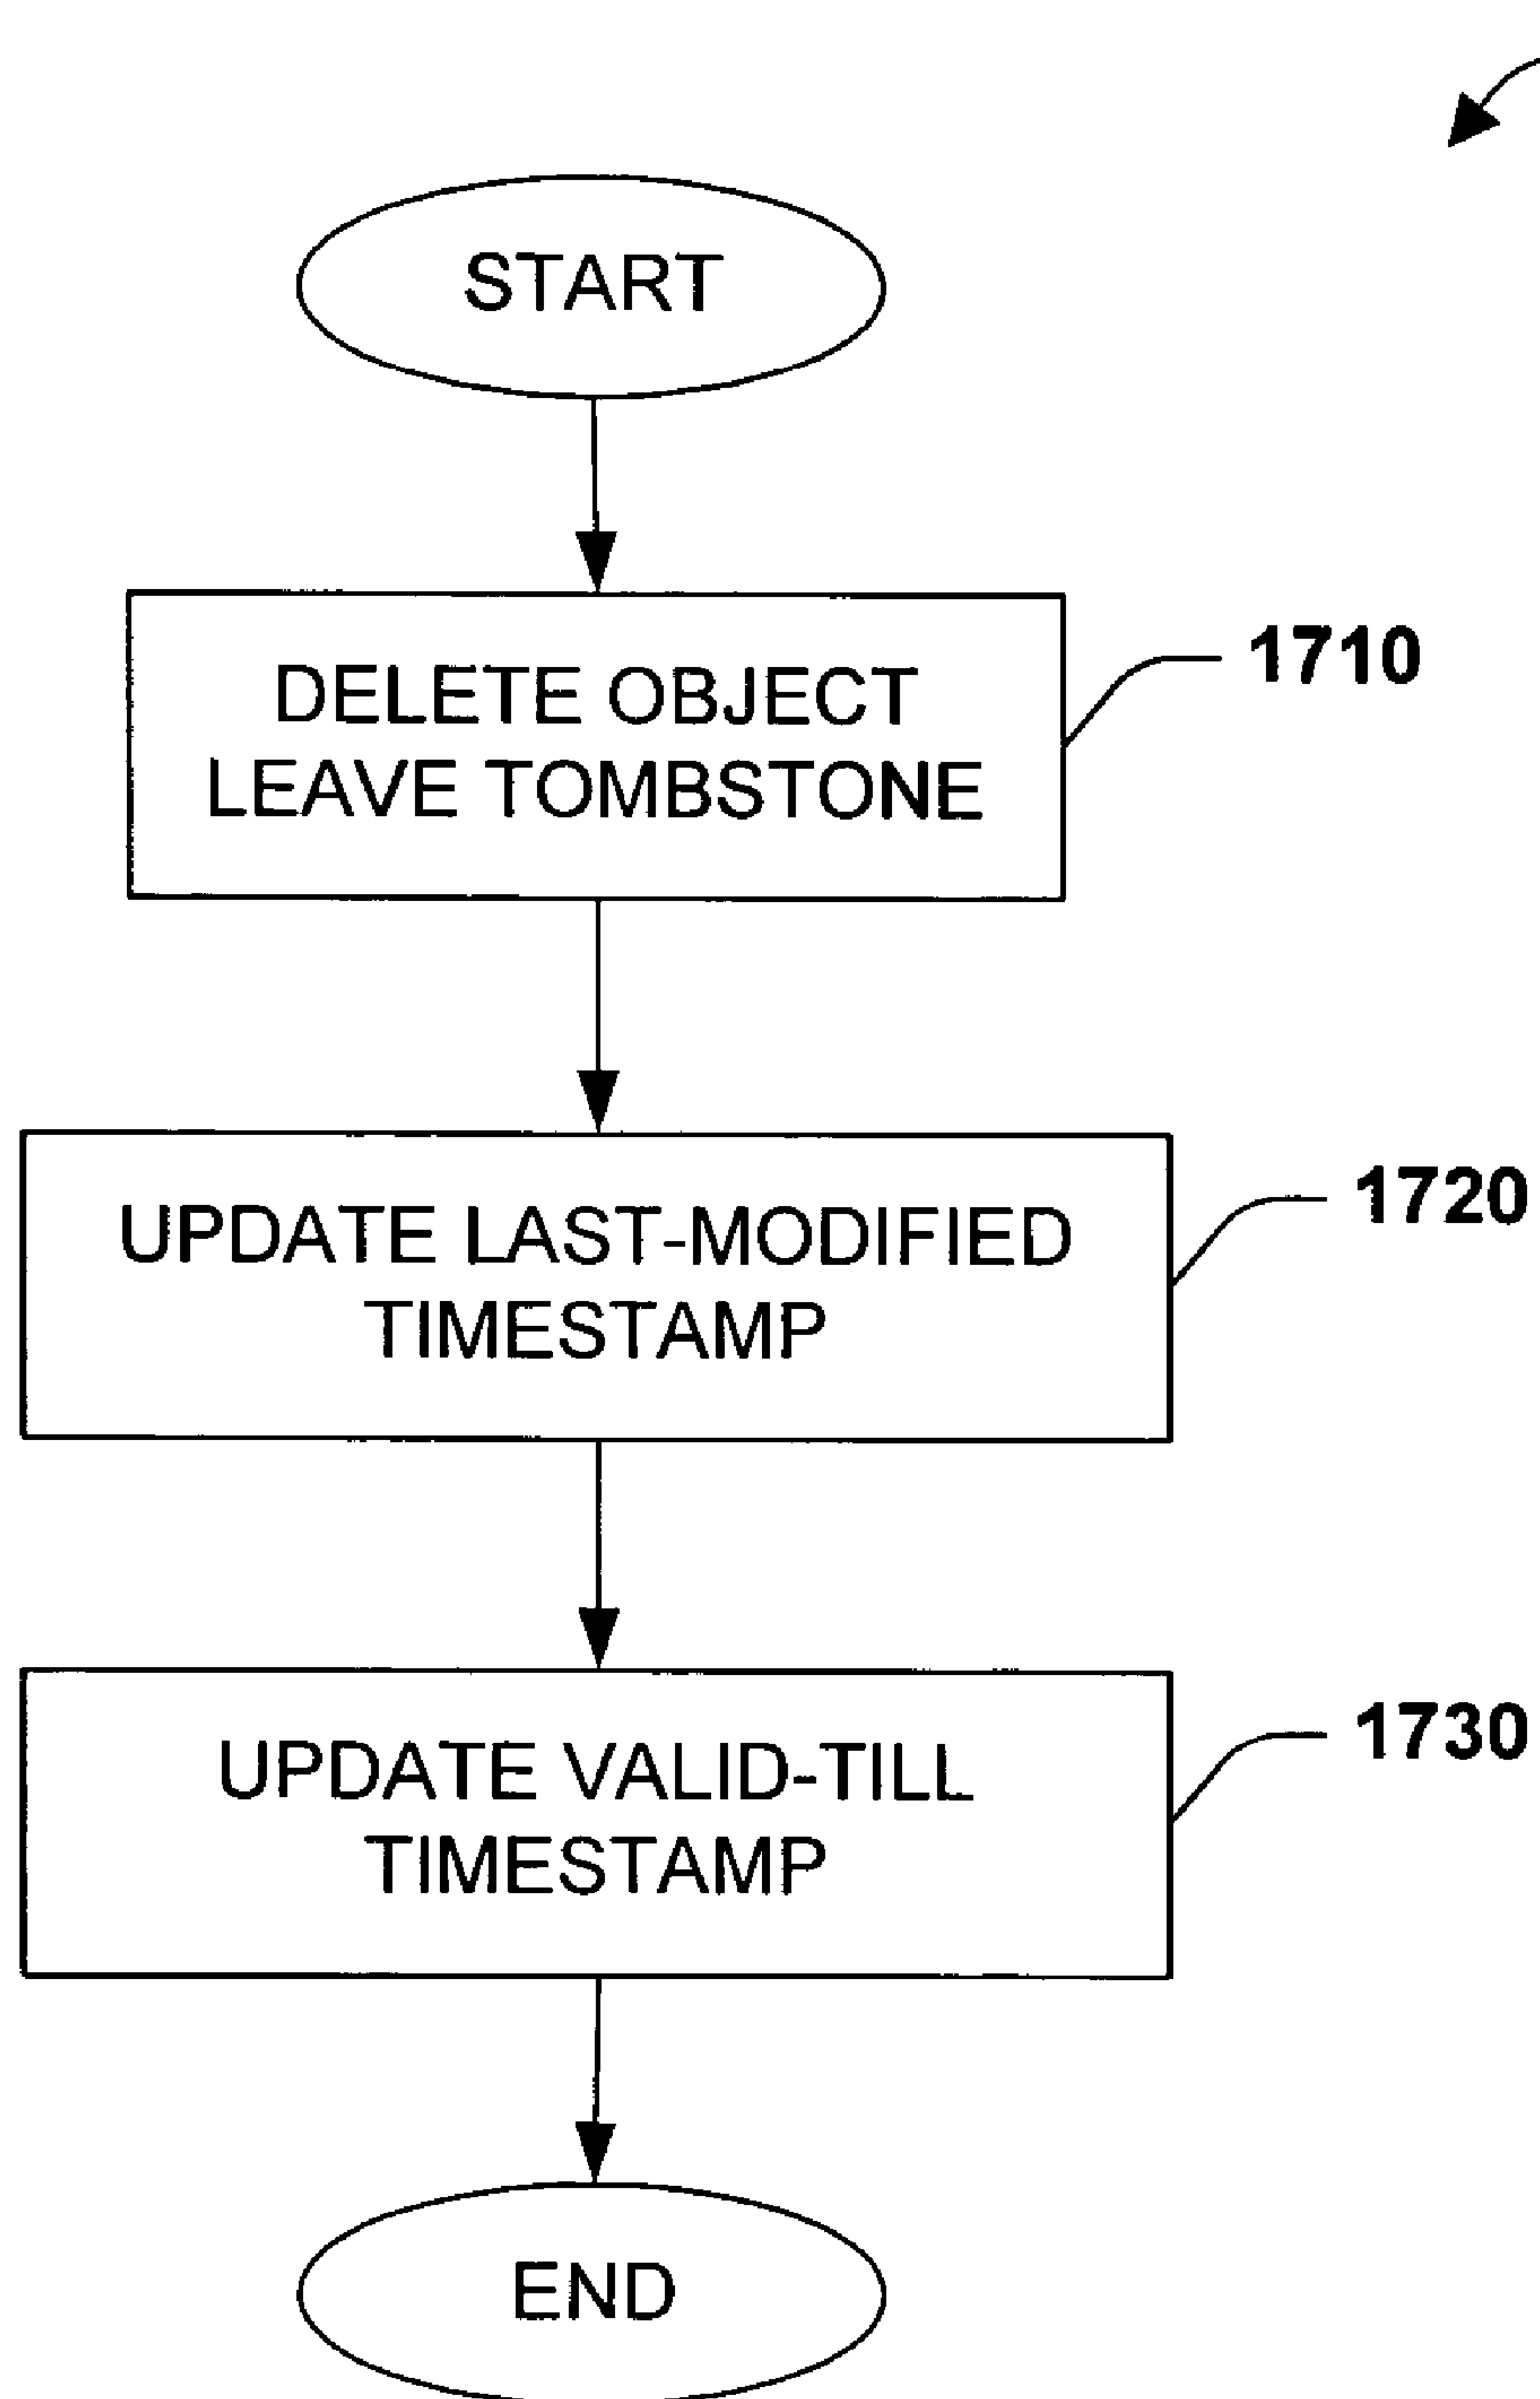 START
DELETE OBJECT
LEAVE TOMBSTONE
1710
UPDATE LAST-MODIFIED
TIMESTAMP
1720
UPDATE VALID-TILL
TIMESTAMP
1730
END